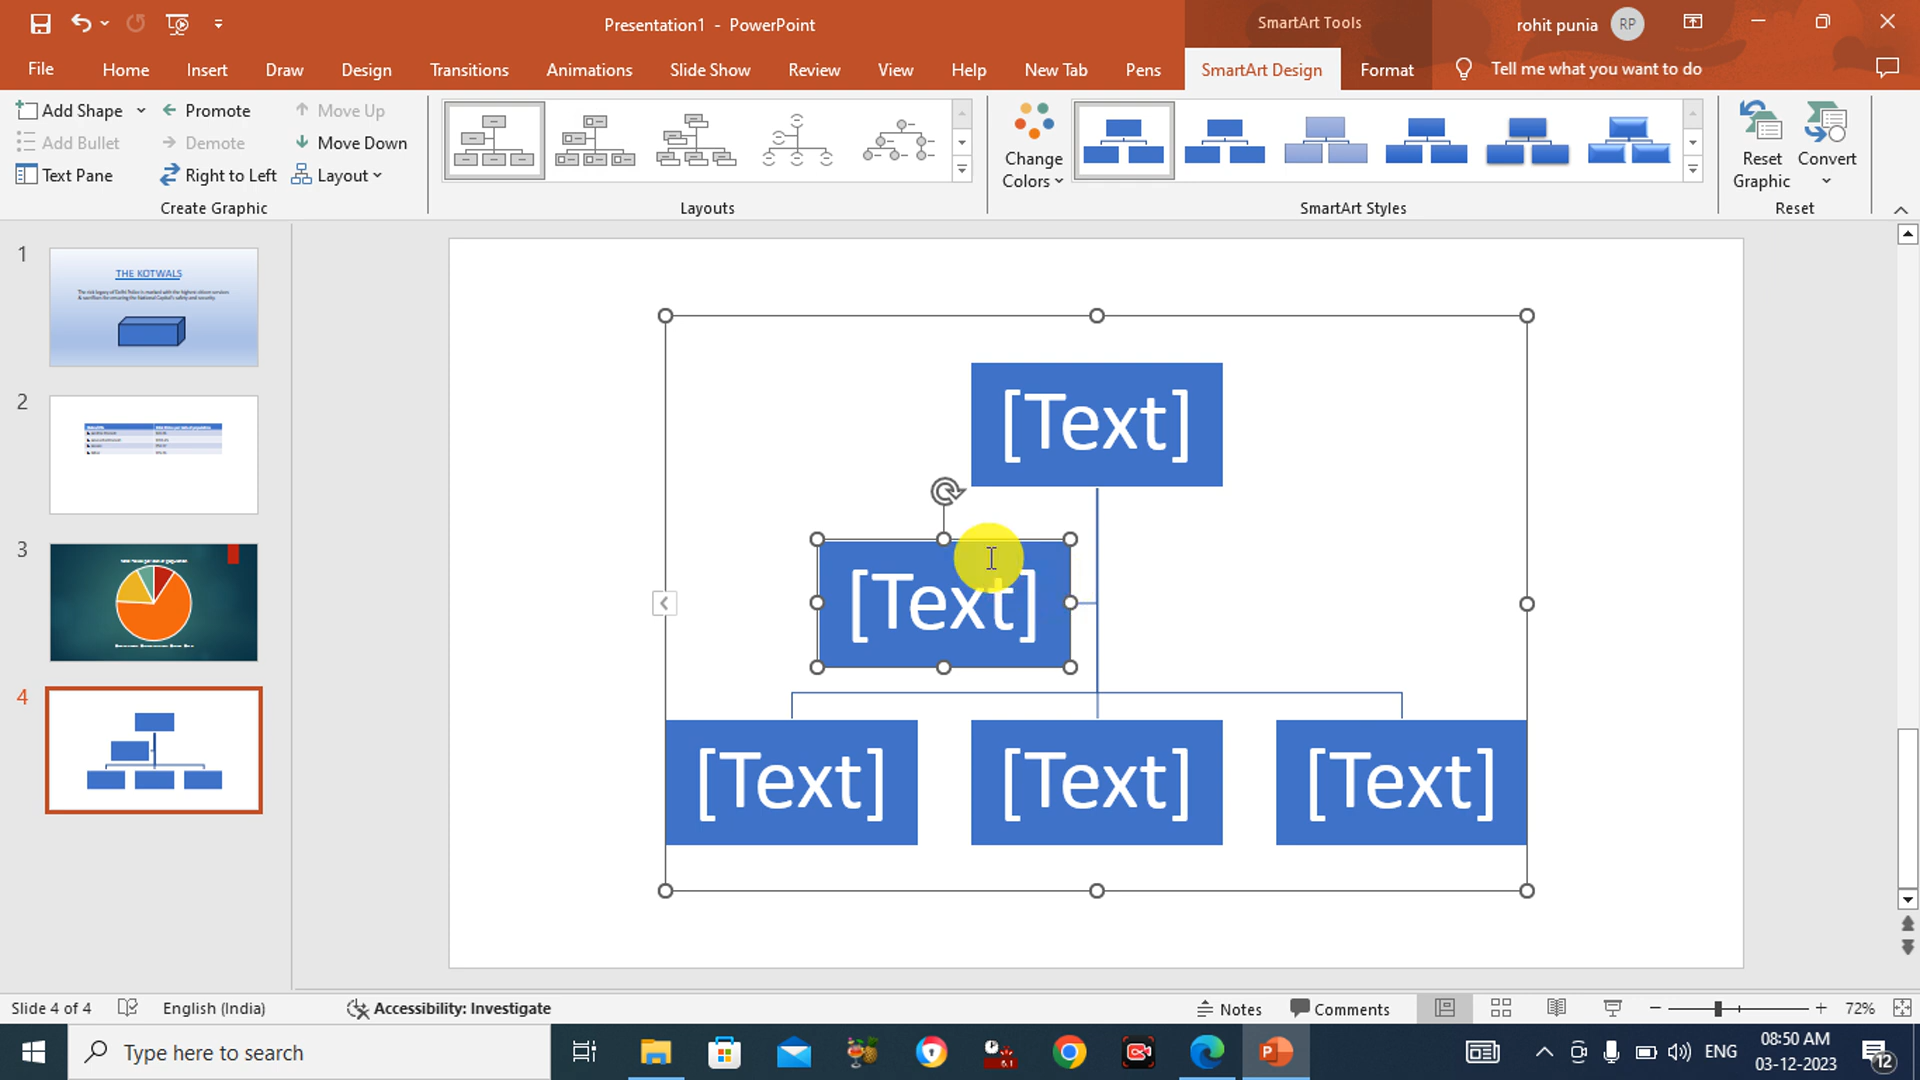 Presentation1 - PowerPoint
SmartArt Tools
rohit punia
RP
File
Home
Insert
Draw
Design
Transitions
Animations
Slide Show
Review
View
Help
New Tab
Pens
SmartArt Design
Format
Tell me what you want to do
Add Shape
Promote
Move Up
Add Bullet
Demote
Move Down
Text Pane
Right to Left
Layout
Create Graphic
Layouts
Change Colors
SmartArt Styles
Reset Graphic
Convert
Reset
1
THE KOTWALS
2
3
4
[Text]
[Text]
[Text]
[Text]
[Text]
Slide 4 of 4
English (India)
Accessibility: Investigate
Notes
Comments
72%
Type here to search
ENG
08:50 AM
03-12-2023
12